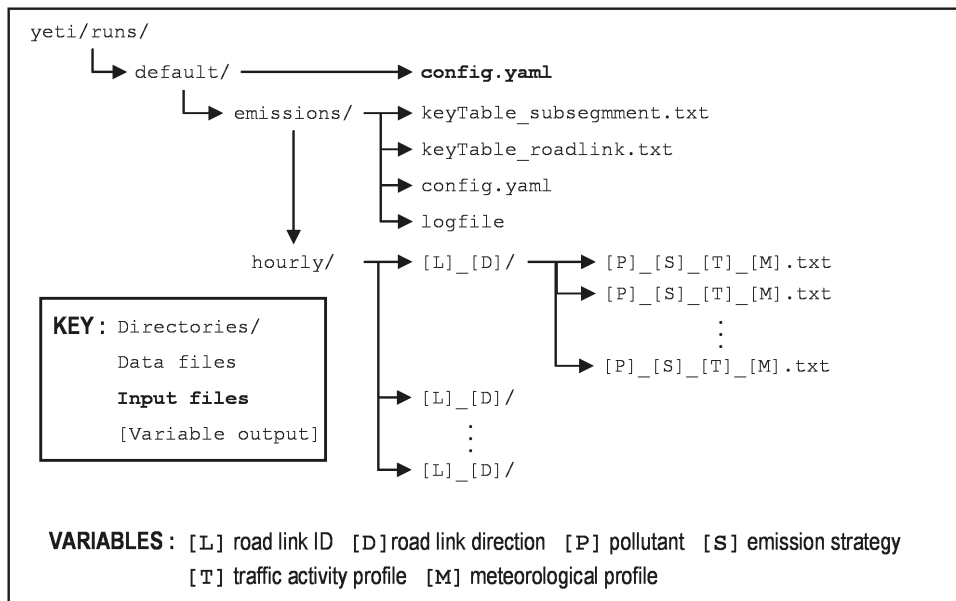 yeti/runs/
default/ config.yaml
emissions/ keyTable_subsegmment.txt
keyTable_roadlink.txt
config.yaml
logfile
hourly/ [L]_[D]/ [P]_[S]_[T]_[M].txt
[P]_[S]_[T]_[M].txt
[P]_[S]_[T]_[M].txt
[L]_[D]/
[L]_[D]/
KEY: Directories/
Data files
Input files
[Variable output]
VARIABLES: [L] road link ID [D] road link direction [P] pollutant [S] emission strategy
[T] traffic activity profile [M] meteorological profile